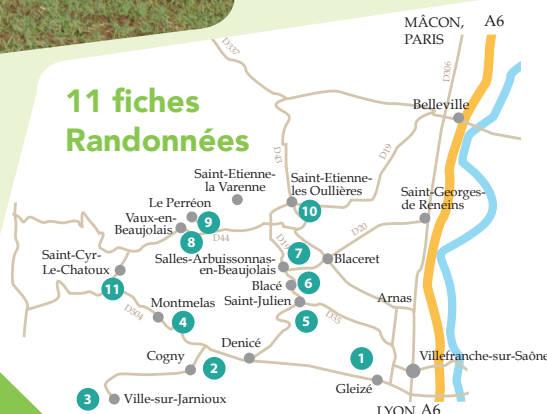 MÂCON, A6
PARIS
D337
D306
11 fiches
Randonnées
Belleville
D43
D19
Saint-Etienne-
la Varenne
Saint-Etienne-
les Oullières
Le Perréon
9
10
Saint-Georges-
de Reneins
Vaux-en-
Beaujolais
8
D44
D20
Saint-Cyr-
Le-Chatoux
Salles-Arbuissonnas-
en-Beaujolais
7
Blaceret
11
Blacé
6
Saint-Julien
Arnas
D504
Montmelas
4
5
D35
Denicé
Cogny
2
1
Villefranche-sur-Saône
Gleizé
3
Ville-sur-Jarnioux
LYON A6